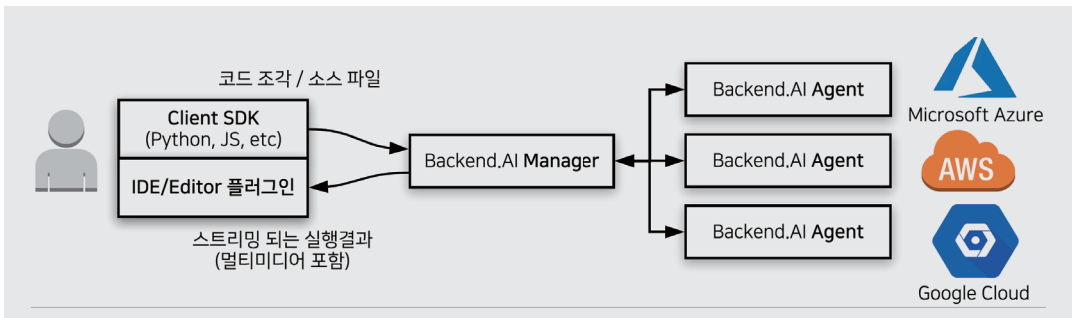 코드 조각 / 소스 파일
Client SDK
(Python, JS, etc)
IDE/Editor 플러그인
스트리밍 되는 실행결과
(멀티미디어 포함)
Backend.AI Manager
Backend.AI Agent
Backend.AI Agent
Backend.AI Agent
Microsoft Azure
AWS
Google Cloud